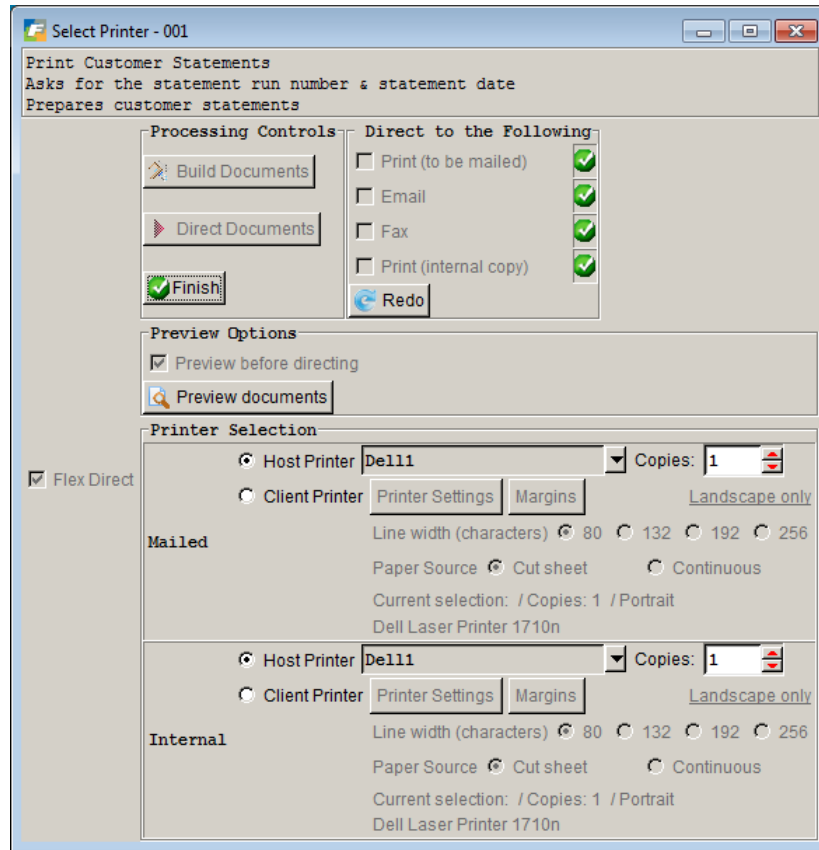 Select Printer - 001
Print Customer Statements
Asks for the statement run number & statement date
Prepares customer statements
Processing Controls
Direct to the Following
Build Documents
Print (to be mailed)
Email
Direct Documents
Fax
Print (internal copy)
Finish
Redo
Preview Options
Preview before directing
Preview documents
Printer Selection
Flex Direct
Mailed
Host Printer Dell1 Copies: 1
Client Printer Printer Settings Margins Landscape only
Line width (characters) 80 132 192 256
Paper Source Cut sheet Continuous
Current selection: / Copies: 1 / Portrait
Dell Laser Printer 1710n
Internal
Host Printer Dell1 Copies: 1
Client Printer Printer Settings Margins Landscape only
Line width (characters) 80 132 192 256
Paper Source Cut sheet Continuous
Current selection: / Copies: 1 / Portrait
Dell Laser Printer 1710n